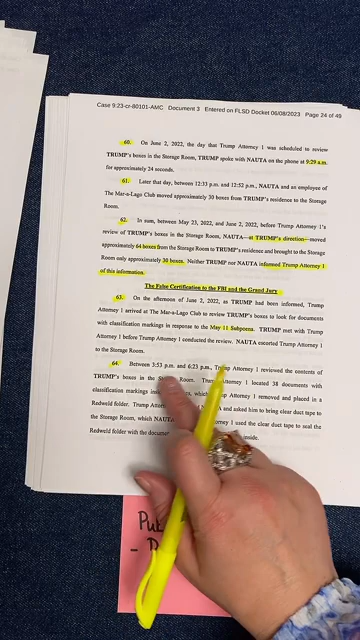 Case 9:23-cr-80101-AMC Document 3 Entered on FLSD Docket 06/08/2023 Page 24 of 49
60. On June 2, 2022, the day that Trump Attorney 1 was scheduled to review
TRUMP's boxes in the Storage Room, TRUMP spoke with NAUTA on the phone at 9:29 a.m.
for approximately 24 seconds.
61. Later that day, between 12:33 p.m. and 12:52 p.m., NAUTA and an employee of
The Mar-a-Lago Club moved approximately 30 boxes from TRUMP's residence to the Storage
Room.
62. In sum, between May 23, 2022, and June 2, 2022, before Trump Attorney 1's
review of TRUMP's boxes in the Storage Room, NAUTA—at TRUMP's direction—moved
approximately 64 boxes from the Storage Room to TRUMP's residence and brought to the Storage
Room only approximately 30 boxes. Neither TRUMP nor NAUTA informed Trump Attorney 1
of this information.
The False Certification to the FBI and the Grand Jury
63. On the afternoon of June 2, 2022, as TRUMP had been informed, Trump
Attorney 1 arrived at The Mar-a-Lago Club to review TRUMP's boxes to look for documents
with classification markings in response to the May 11 Subpoena. TRUMP met with Trump
Attorney 1 before Trump Attorney 1 conducted the review. NAUTA escorted Trump Attorney 1
to the Storage Room.
64. Between 3:53 p.m. and 6:23 p.m., Trump Attorney 1 reviewed the contents of
TRUMP's boxes in the Storage Room. Trump Attorney 1 located 38 documents with
classification markings which Trump Attorney 1 removed and placed in a
Redweld folder. Trump NAUTA and asked him to bring clear duct tape to
the Storage Room, which NAUTA Attorney 1 used the clear duct tape to seal the
Redweld folder with the inside.